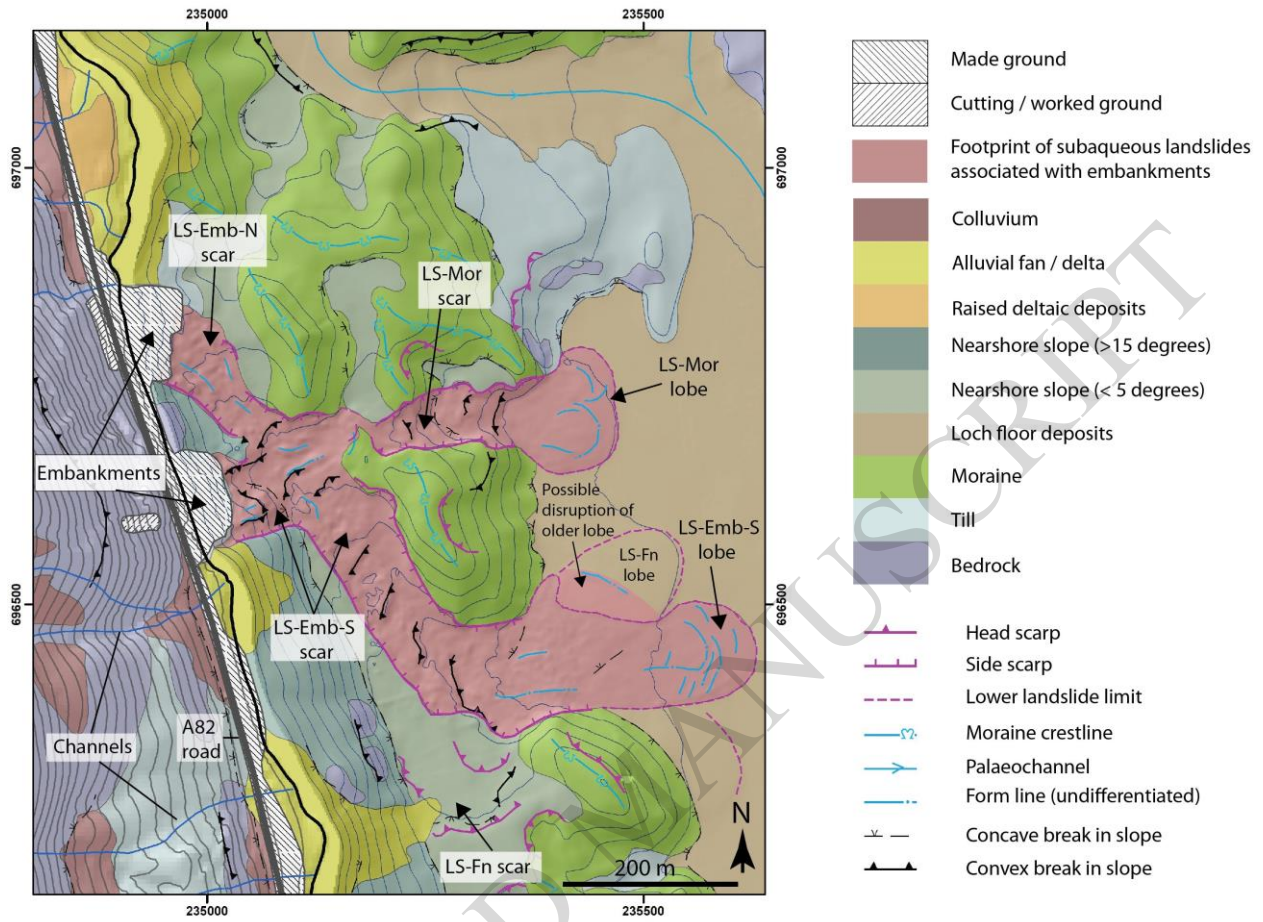 235000
235500
697000
697000
LS-Emb-N
scar
LS-Mor
scar
LS-Mor
lobe
Embankments
Possible
disruption of
older lobe
LS-Fn
lobe
LS-Emb-S
lobe
696500
696500
LS-Emb-S
scar
Channels
A82
road
LS-Fn scar
N
200 m
235000
235500
Made ground
Cutting / worked ground
Footprint of subaqueous landslides
associated with embankments
Colluvium
Alluvial fan / delta
Raised deltaic deposits
Nearshore slope (>15 degrees)
Nearshore slope (< 5 degrees)
Loch floor deposits
Moraine
Till
Bedrock
Head scarp
Side scarp
Lower landslide limit
Moraine crestline
Palaeochannel
Form line (undifferentiated)
Concave break in slope
Convex break in slope
D MANUSCRIPT